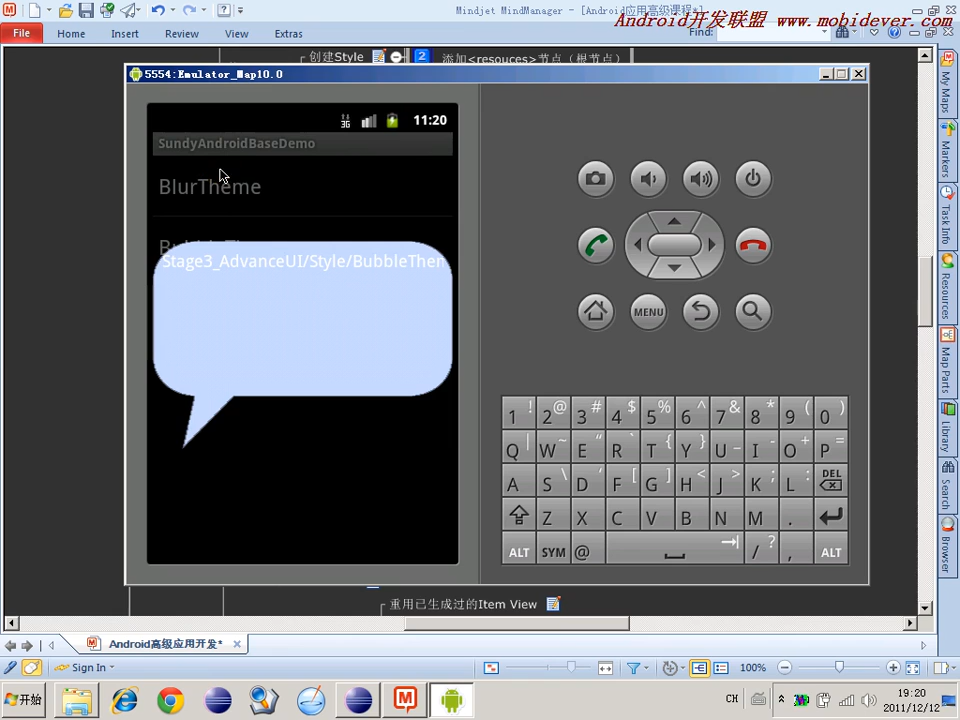 Mindjet MindManager - [Android应用高级课程*
Android开发联盟 www.mobidever.com
File Home Insert Review View Extras Find:
创建Style 2 添加<resouces>节点（根节点）
5554:Emulator_Map10.0
3G 11:20
SundyAndroidBaseDemo
BlurTheme
Stage3_AdvanceUI/Style/BubbleThem
MENU
1 ! 2 @ 3 # 4 $ 5 % 6 ^ 7 & 8 * 9 ( 0 )
Q | W ~ E " R ` T { Y } U _ I - O + P =
A S \ D ' F [ G ] H < J > K ; L : DEL
Z X C V B N M .
ALT SYM @ / ? , ALT
My Maps
Markers
Task Info
Resources
Map Parts
Library
Search
Browser
重用已生成过的Item View
Android高级应用开发*
Sign In 100%
开始 CH 19:20
2011/12/12